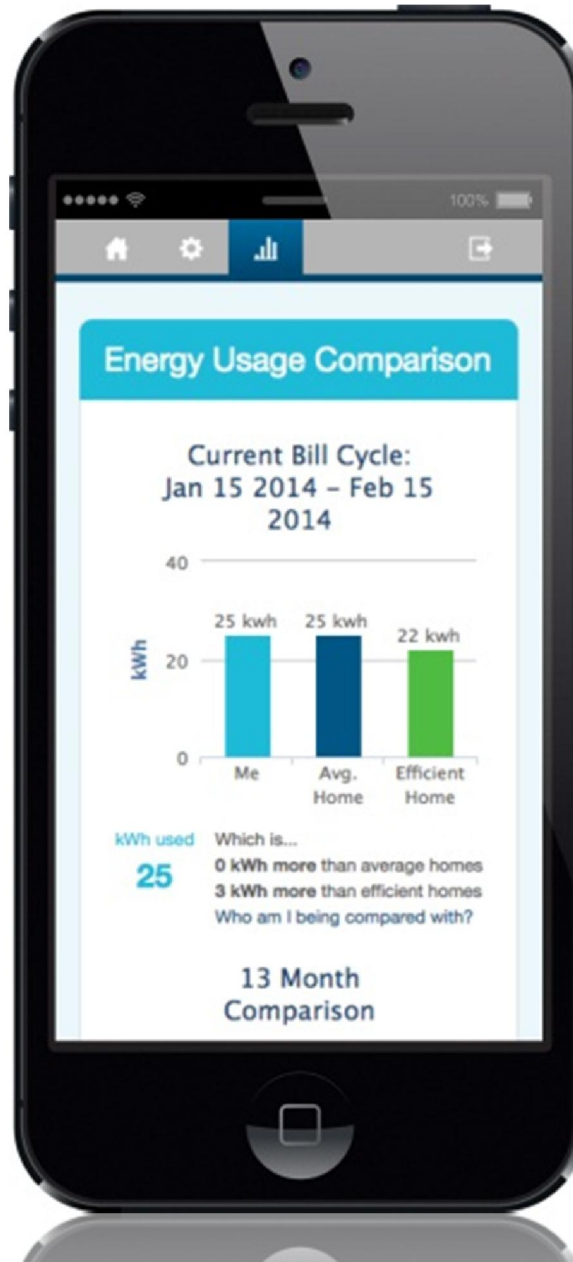 100%
Energy Usage Comparison
Current Bill Cycle:
Jan 15 2014 – Feb 15
2014
40
25 kwh 25 kwh 22 kwh
kWh
20
0
Me Avg. Efficient
Home Home
kWh used Which is...
25 0 kWh more than average homes
3 kWh more than efficient homes
Who am I being compared with?
13 Month
Comparison